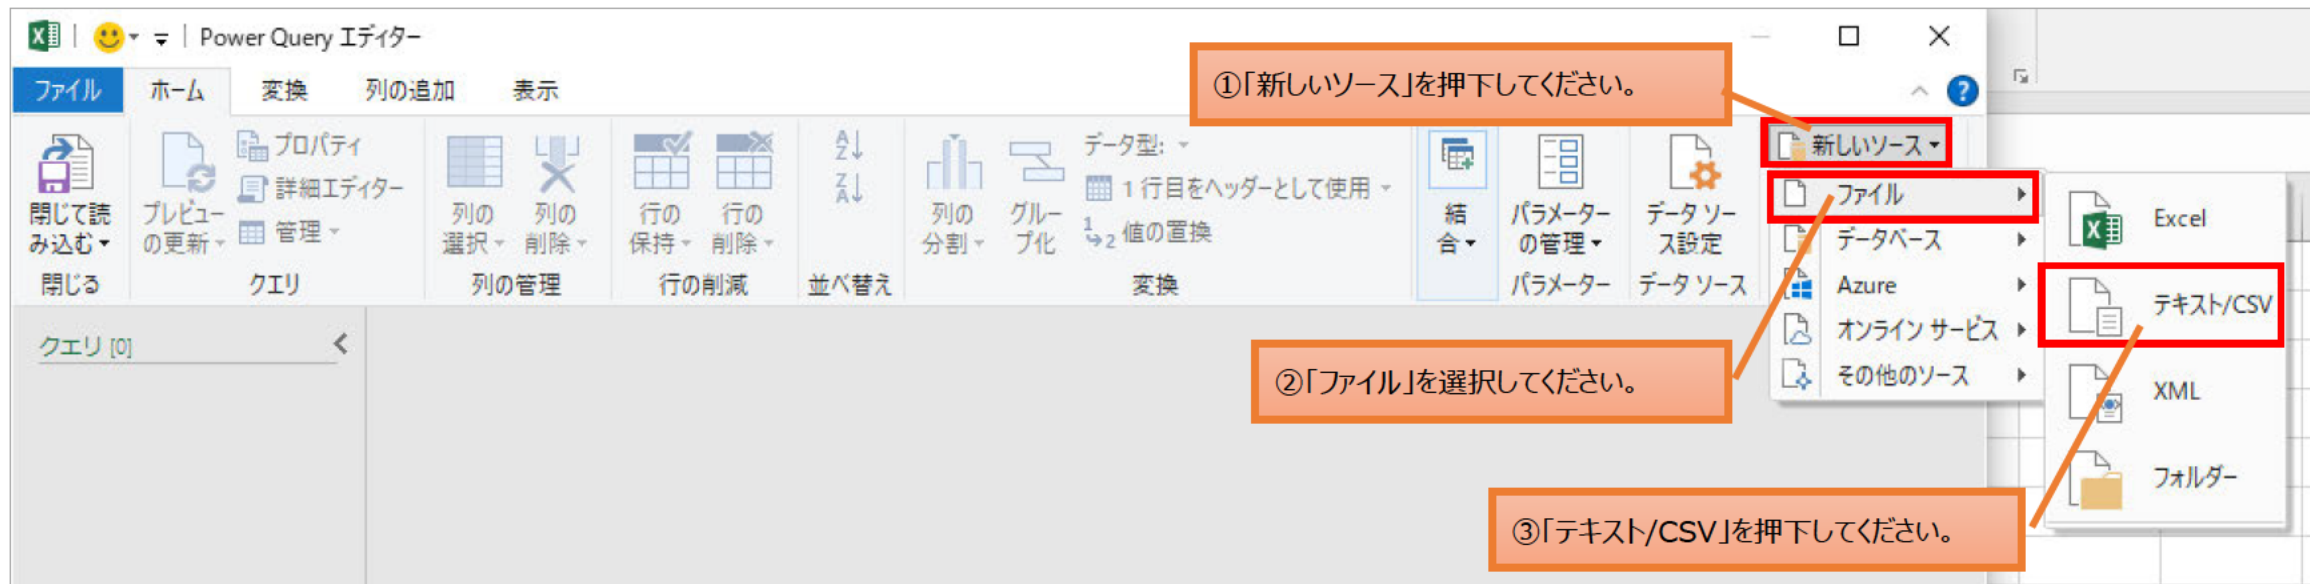 Power Query エディター
①「新しいソース」を押下してください。
ファイル
ホーム
変換
列の追加
表示
閉じて読
み込む
閉じる
プレビュー
の更新
プロパティ
詳細エディター
管理
クエリ
列の
選択
列の
削除
列の管理
行の
保持
行の
削除
行の削減
並べ替え
列の
分割
グルー
プ化
データ型:
1 行目をヘッダーとして使用
値の置換
変換
結
合
パラメーター
の管理
パラメーター
データ ソー
ス設定
データ ソース
新しいソース
ファイル
データベース
Azure
オンライン サービス
その他のソース
Excel
テキスト/CSV
XML
フォルダー
クエリ [0]
②「ファイル」を選択してください。
③「テキスト/CSV」を押下してください。